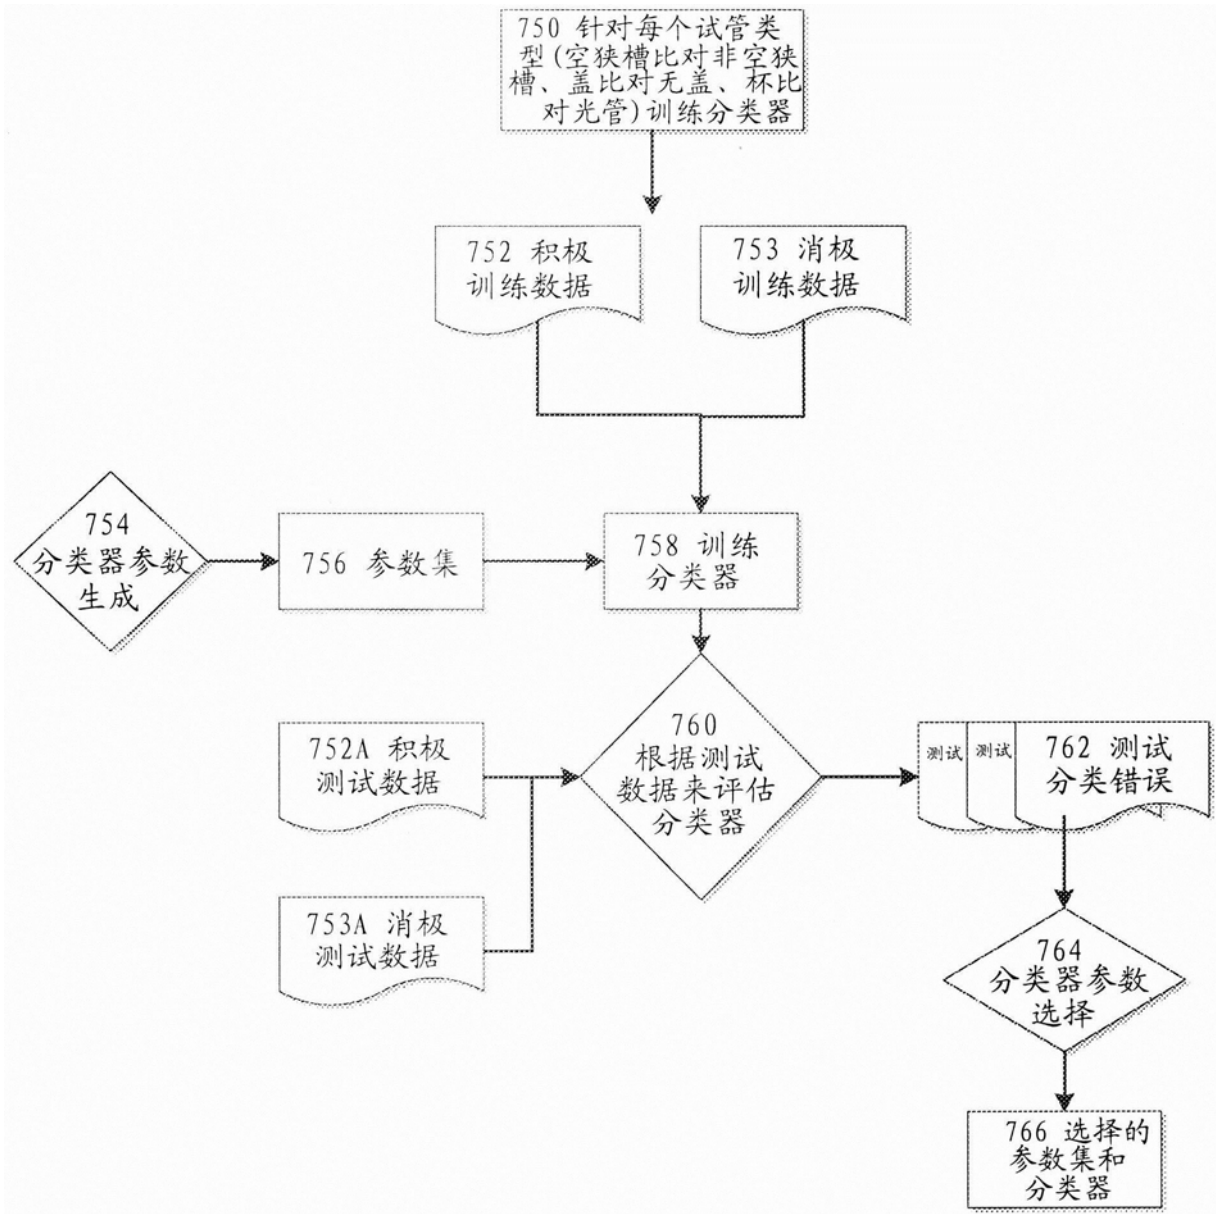 750 针对每个试管类
型(空狭槽比对非空狭
槽、盖比对无盖、杯比
对光管)训练分类器
752 积极
训练数据
753 消极
训练数据
754
分类器参数
生成
756 参数集
758 训练
分类器
752A 积极
测试数据
760
根据测试
数据来评估
分类器
测试
测试
762 测试
分类错误
753A 消极
测试数据
764
分类器参数
选择
766 选择的
参数集和
分类器